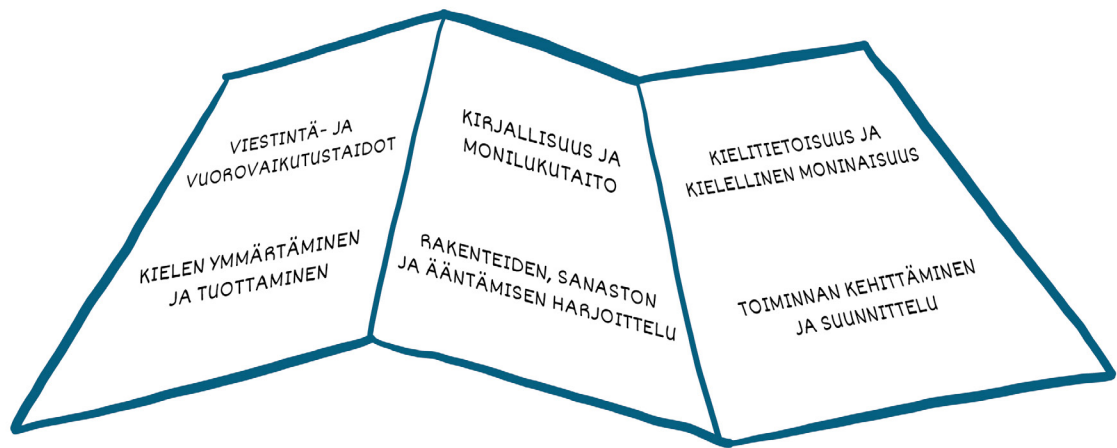 VIESTINTÄ- JA
VUOROVAIKUTUSTAIDOT
KIELEN YMMÄRTÄMINEN
JA TUOTTAMINEN
KIRJALLISUUS JA
MONILUKUTAITO
RAKENTEIDEN, SANASTON
JA ÄÄNTÄMISEN HARJOITTELU
KIELITIETOISUUS JA
KIELELLINEN MONINAISUUS
TOIMINNAN KEHITTÄMINEN
JA SUUNNITTELU